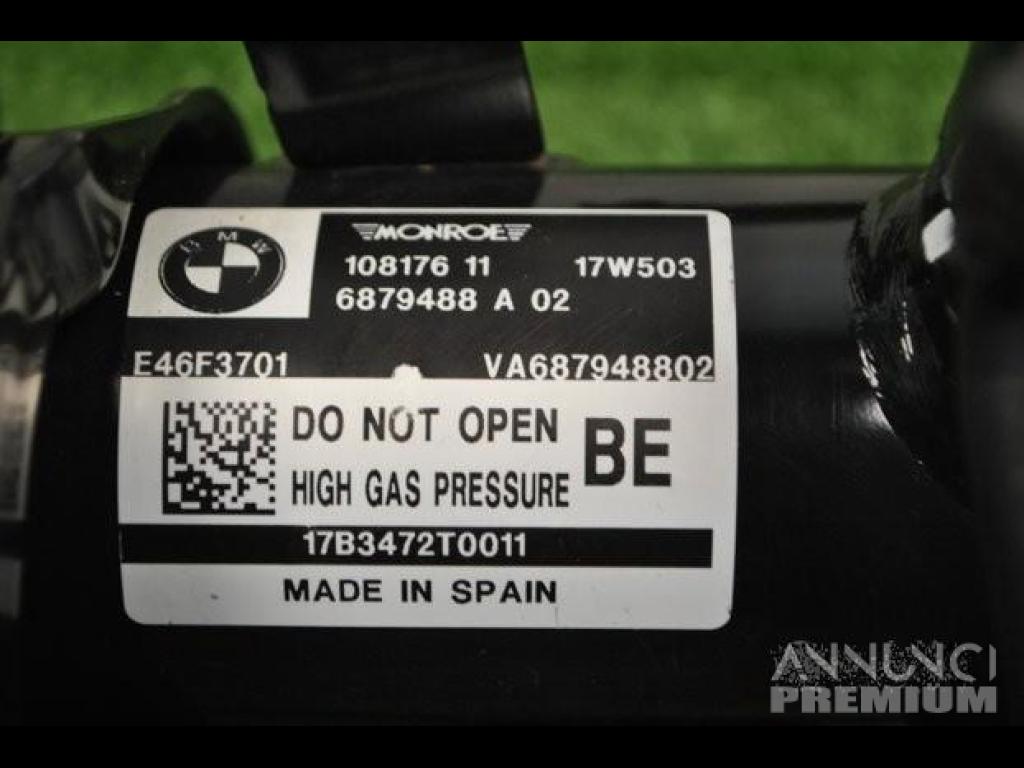 BMW
MONROE
108176 11 17W503
6879488 A 02
E46F3701 VA687948802
DO NOT OPEN
HIGH GAS PRESSURE
BE
17B3472T0011
MADE IN SPAIN
ANNUNCI
PREMIUM